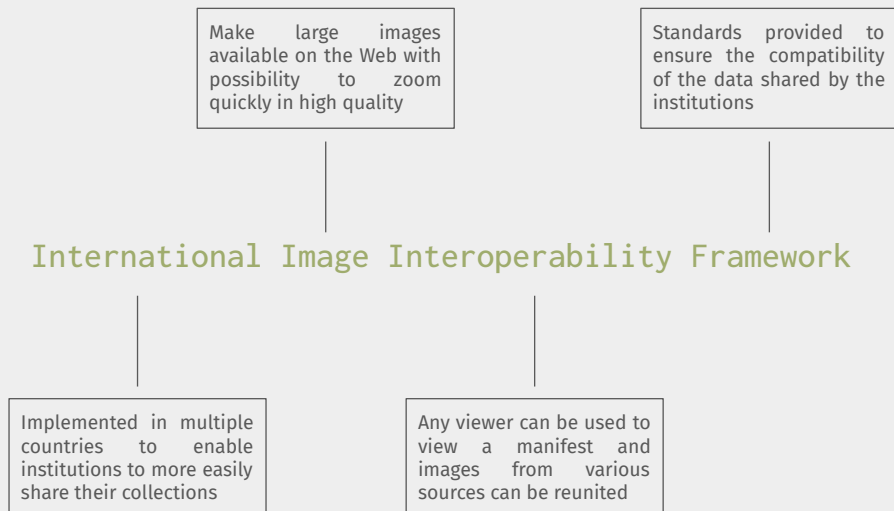 Make large images
available on the Web with
possibility to zoom
quickly in high quality
Standards provided to
ensure the compatibility
of the data shared by the
institutions
International Image Interoperability Framework
Implemented in multiple
countries to enable
institutions to more easily
share their collections
Any viewer can be used to
view a manifest and
images from various
sources can be reunited